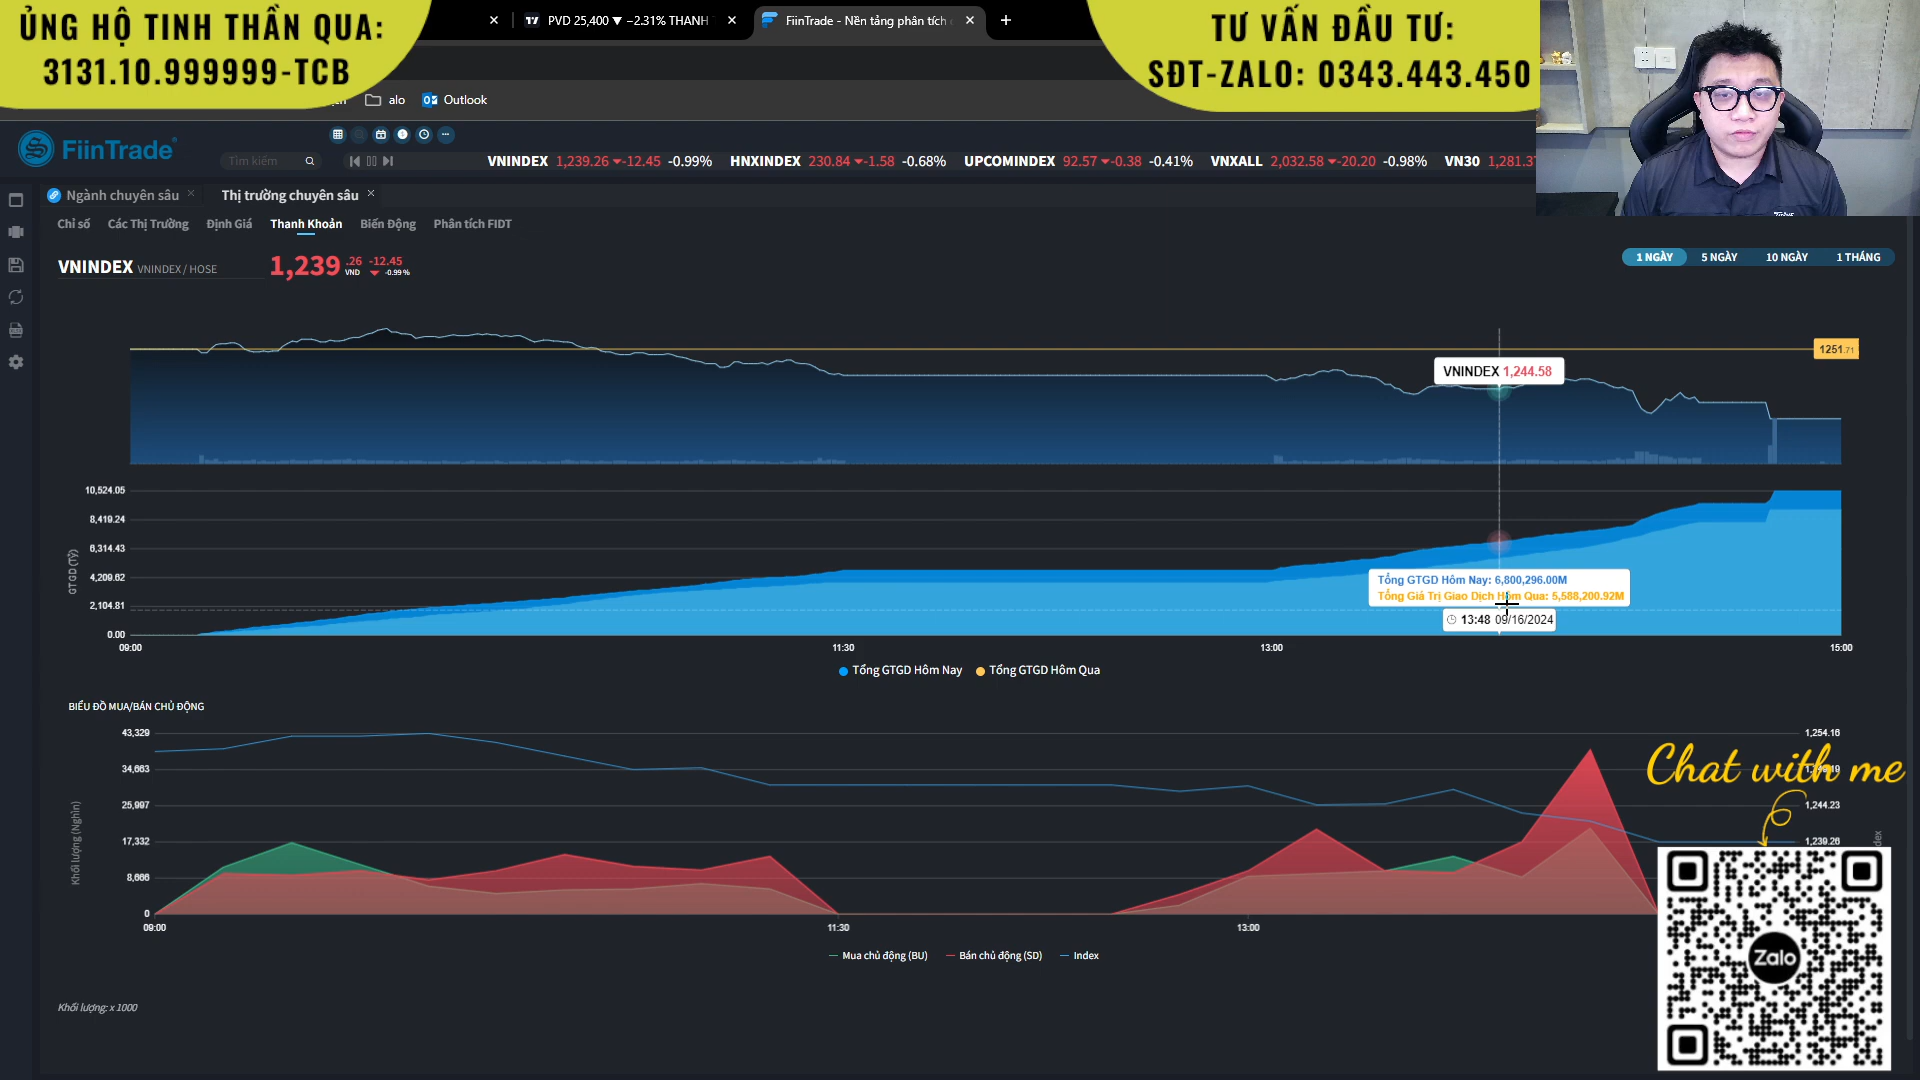 ỦNG HỘ TINH THẦN QUA:
3131.10.999999-TCB
PVD 25,400 ▼ −2.31% THANH
FiinTrade - Nền tảng phân tích
TƯ VẤN ĐẦU TƯ:
SĐT-ZALO: 0343.443.450
alo
Outlook
FiinTrade
Tìm kiếm
VNINDEX 1,239.26 ▼-12.45 -0.99% HNXINDEX 230.84 ▼-1.58 -0.68% UPCOMINDEX 92.57 ▼-0.38 -0.41% VNXALL 2,032.58 ▼-20.20 -0.98% VN30 1,281.3
Ngành chuyên sâu
Thị trường chuyên sâu
Chỉ số Các Thị Trường Định Giá Thanh Khoản Biến Động Phân tích FIDT
VNINDEX VNINDEX / HOSE 1,239 .26 VND -12.45 ▼ -0.99 %
1 NGÀY 5 NGÀY 10 NGÀY 1 THÁNG
1251.71
VNINDEX 1,244.58
GTGD (Tỷ)
10,524.05
8,419.24
6,314.43
4,209.62
2,104.81
0.00
Tổng GTGD Hôm Nay: 6,800,296.00M
Tổng Giá Trị Giao Dịch Hôm Qua: 5,588,200.92M
13:48 09/16/2024
09:00 11:30 13:00 15:00
Tổng GTGD Hôm Nay Tổng GTGD Hôm Qua
BIỂU ĐỒ MUA/BÁN CHỦ ĐỘNG
Khối lượng (Nghìn)
43,329
34,663
25,997
17,332
8,666
0
1,254.16
1,244.23
1,239.26
Chat with me
09:00 11:30 13:00
Mua chủ động (BU) Bán chủ động (SD) Index
Zalo
Khối lượng: x 1000